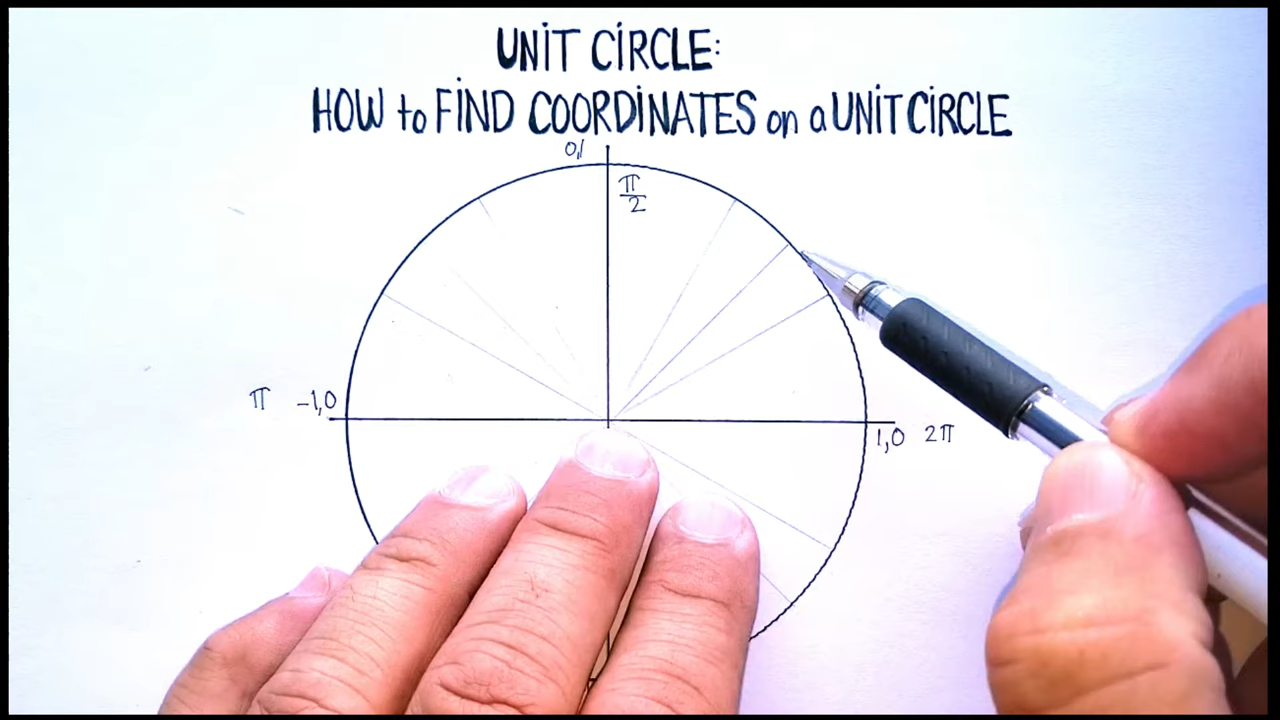 UNIT CIRCLE:
HOW to FIND COORDINATES on a UNIT CIRCLE
0,1
π/2
π -1,0
1,0 2π